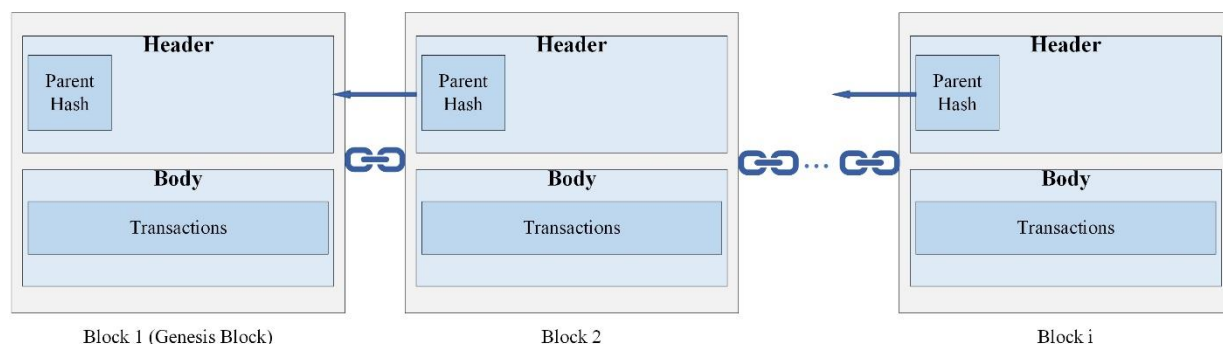 Header
Parent
Hash
Body
Transactions
Block 1 (Genesis Block)
Header
Parent
Hash
Body
Transactions
Block 2
...
Header
Parent
Hash
Body
Transactions
Block i